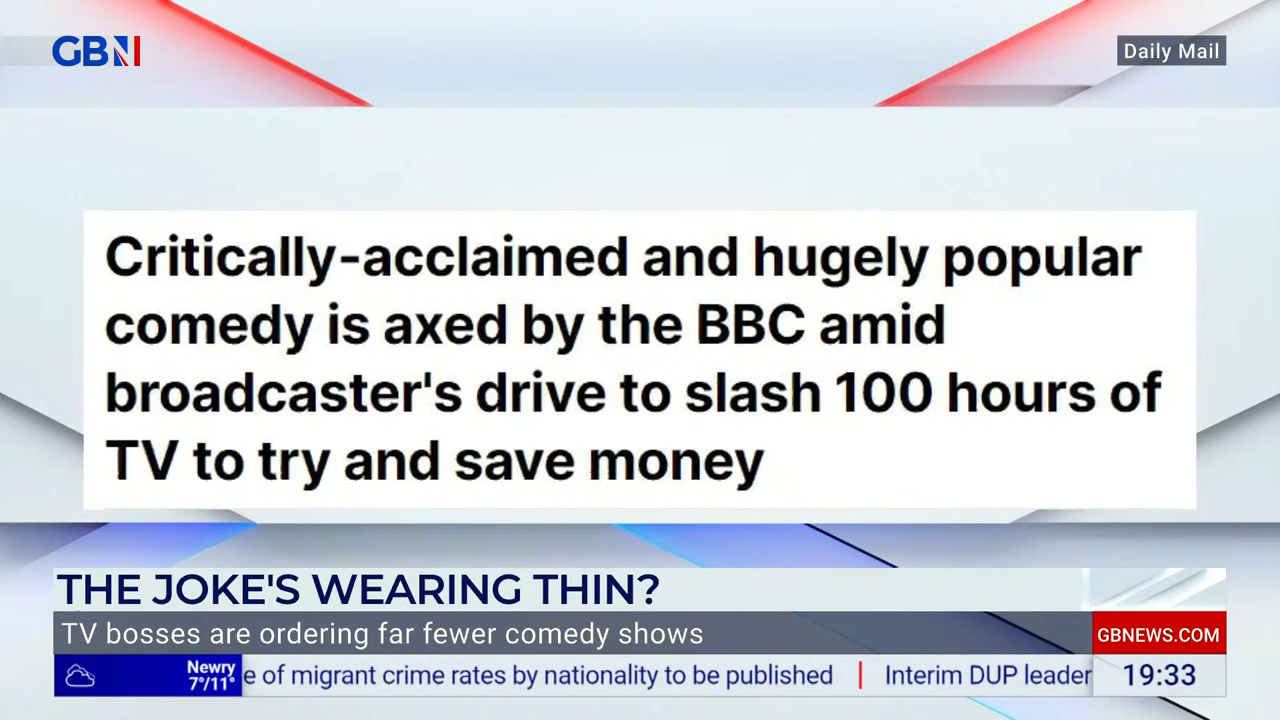 GBN
Daily Mail
Critically-acclaimed and hugely popular
comedy is axed by the BBC amid
broadcaster's drive to slash 100 hours of
TV to try and save money
THE JOKE'S WEARING THIN?
TV bosses are ordering far fewer comedy shows
GBNEWS.COM
Newry
7°/11°
e of migrant crime rates by nationality to be published | Interim DUP leader
19:33